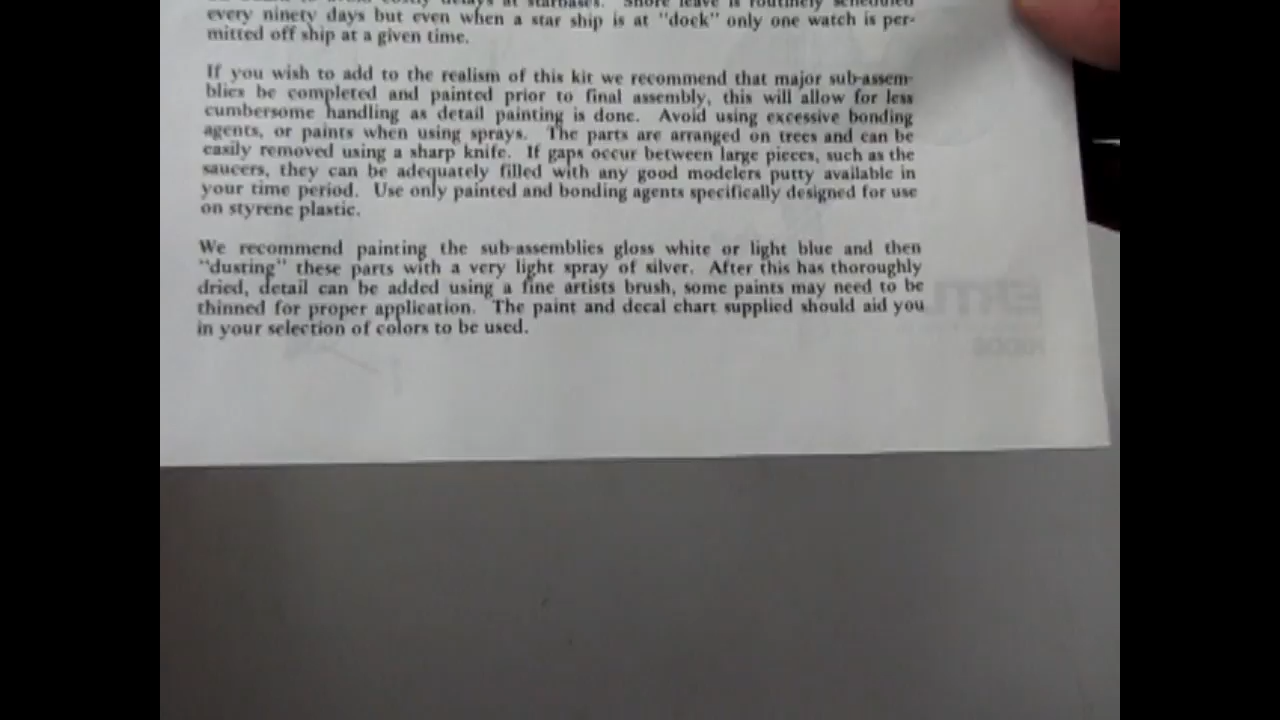 at starbases. Shore leave is routinely scheduled
every ninety days but even when a star ship is at "dock" only one watch is per-
mitted off ship at a given time.
If you wish to add to the realism of this kit we recommend that major sub-assem-
blies be completed and painted prior to final assembly, this will allow for less
cumbersome handling as detail painting is done. Avoid using excessive bonding
agents, or paints when using sprays. The parts are arranged on trees and can be
easily removed using a sharp knife. If gaps occur between large pieces, such as the
saucers, they can be adequately filled with any good modelers putty available in
your time period. Use only painted and bonding agents specifically designed for use
on styrene plastic.
We recommend painting the sub-assemblies gloss white or light blue and then
"dusting" these parts with a very light spray of silver. After this has thoroughly
dried, detail can be added using a fine artists brush, some paints may need to be
thinned for proper application. The paint and decal chart supplied should aid you
in your selection of colors to be used.